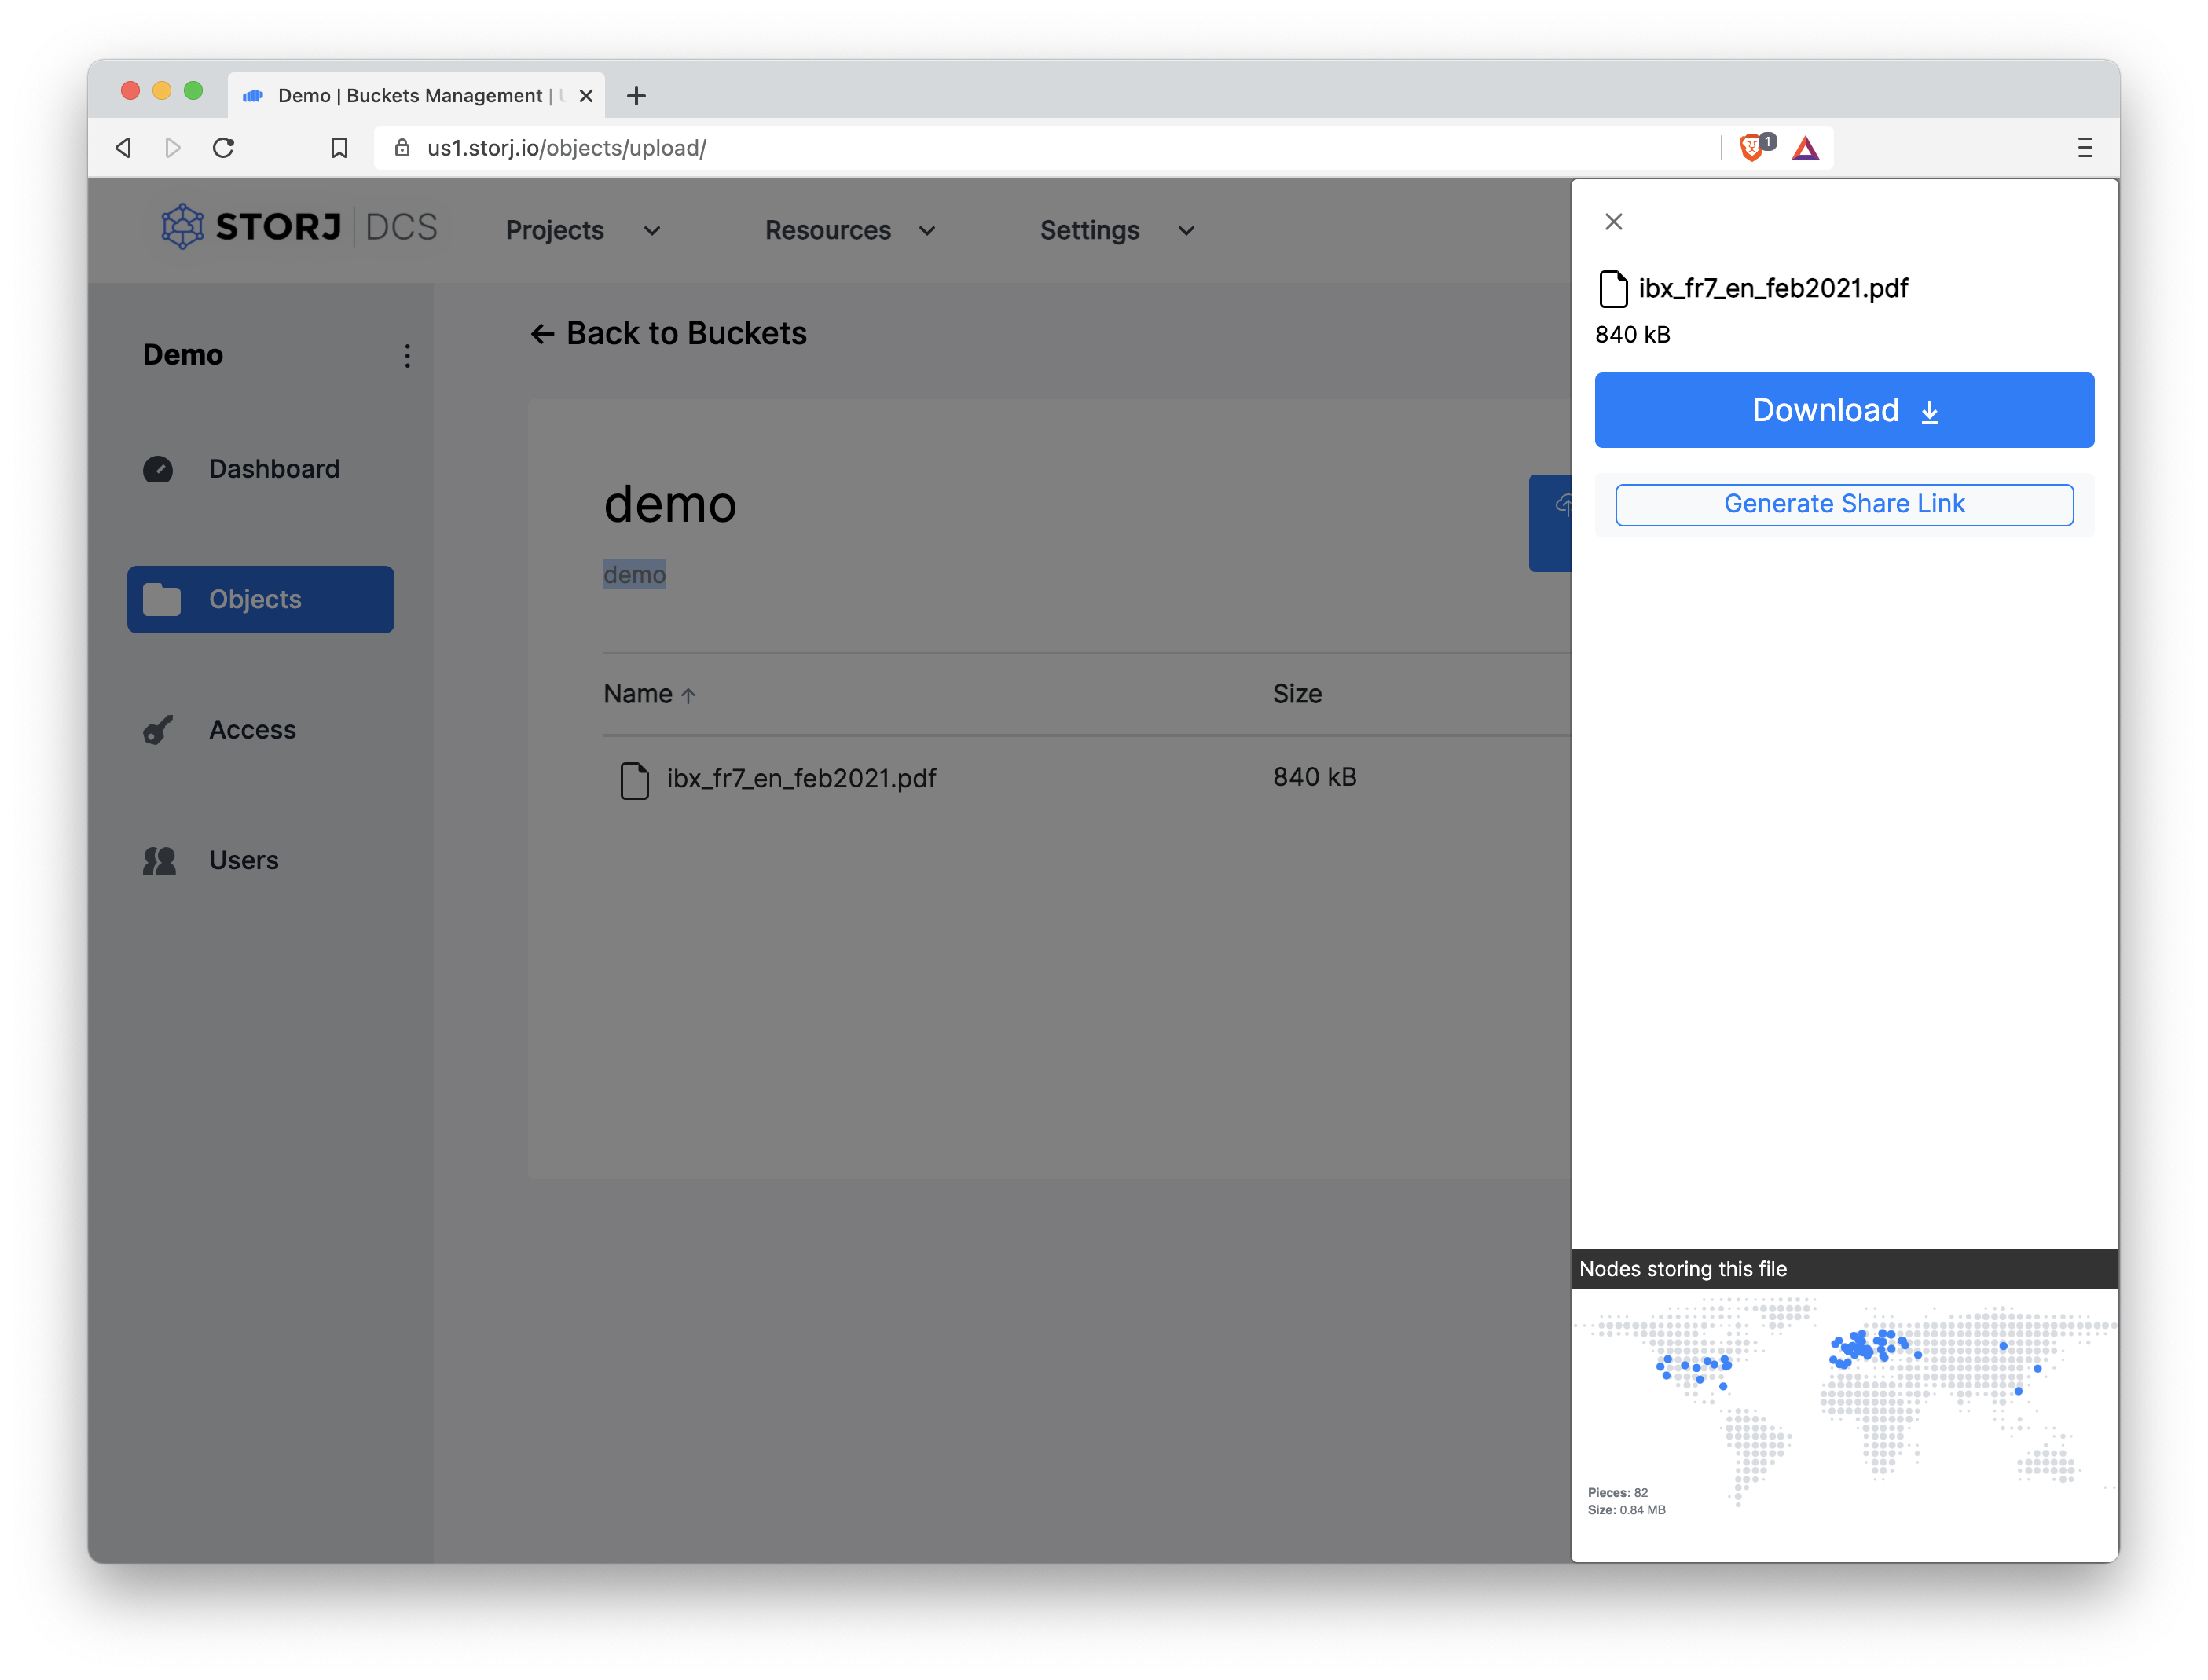 Demo | Buckets Management |
us1.storj.io/objects/upload/
1
STORJ DCS
Projects
Resources
Settings
Demo
Dashboard
Objects
Access
Users
← Back to Buckets
demo
demo
Name ↑
Size
ibx_fr7_en_feb2021.pdf
840 kB
ibx_fr7_en_feb2021.pdf
840 kB
Download
Generate Share Link
Nodes storing this file
Pieces: 82
Size: 0.84 MB